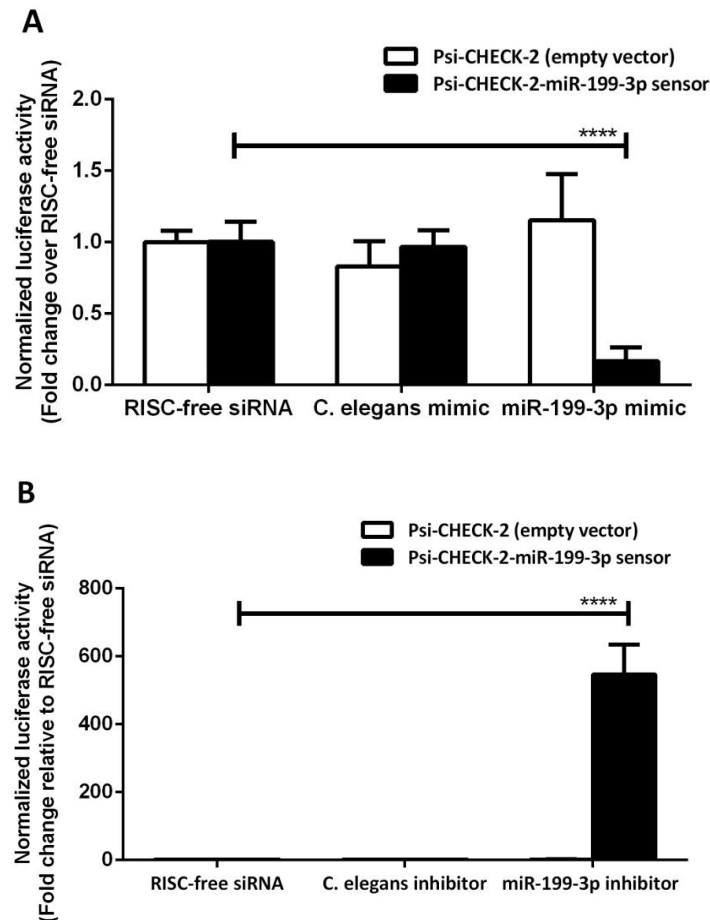 A
Psi-CHECK-2 (empty vector)
Psi-CHECK-2-miR-199-3p sensor
Normalized luciferase activity
(Fold change over RISC-free siRNA)
2.0
1.5
1.0
0.5
0.0
****
RISC-free siRNA C. elegans mimic miR-199-3p mimic
B
Psi-CHECK-2 (empty vector)
Psi-CHECK-2-miR-199-3p sensor
Normalized luciferase activity
(Fold change relative to RISC-free siRNA)
800
600
400
200
0
****
RISC-free siRNA C. elegans inhibitor miR-199-3p inhibitor